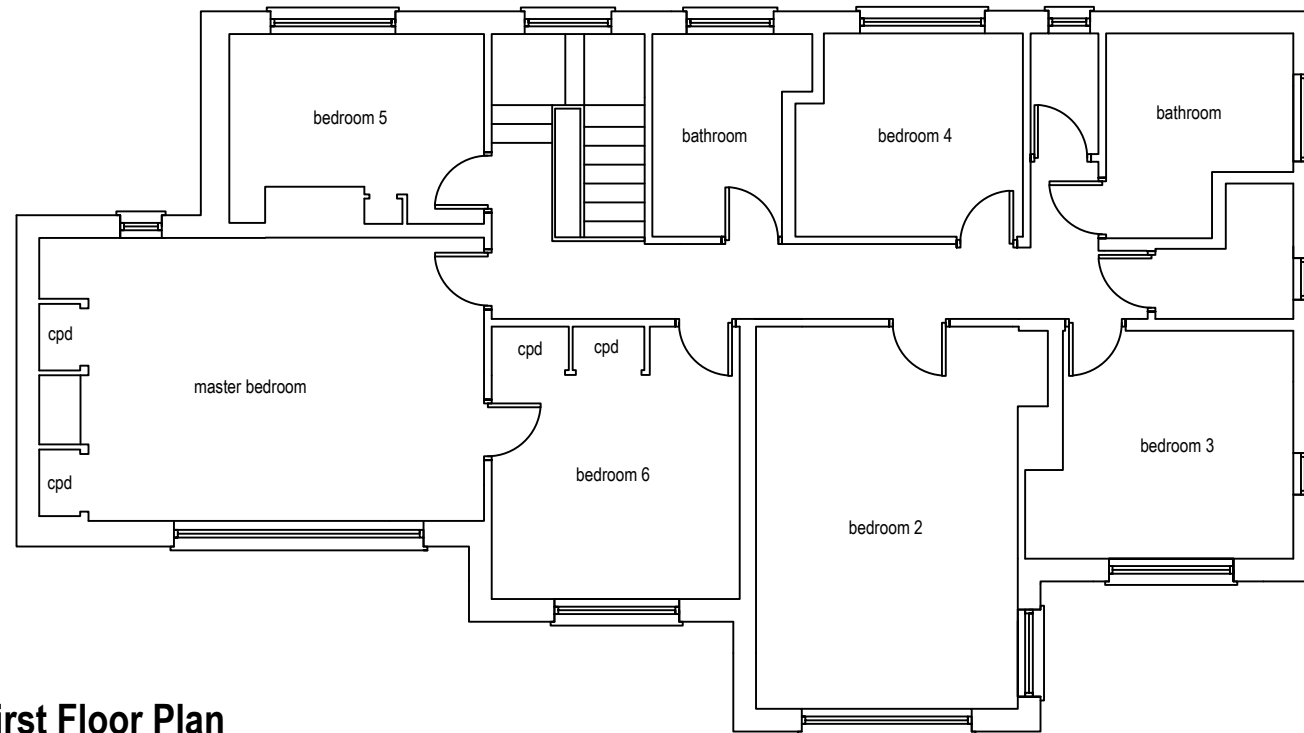 bedroom 5
bathroom
bedroom 4
bathroom
cpd
master bedroom
cpd
cpd
cpd
bedroom 6
bedroom 2
bedroom 3
irst Floor Plan